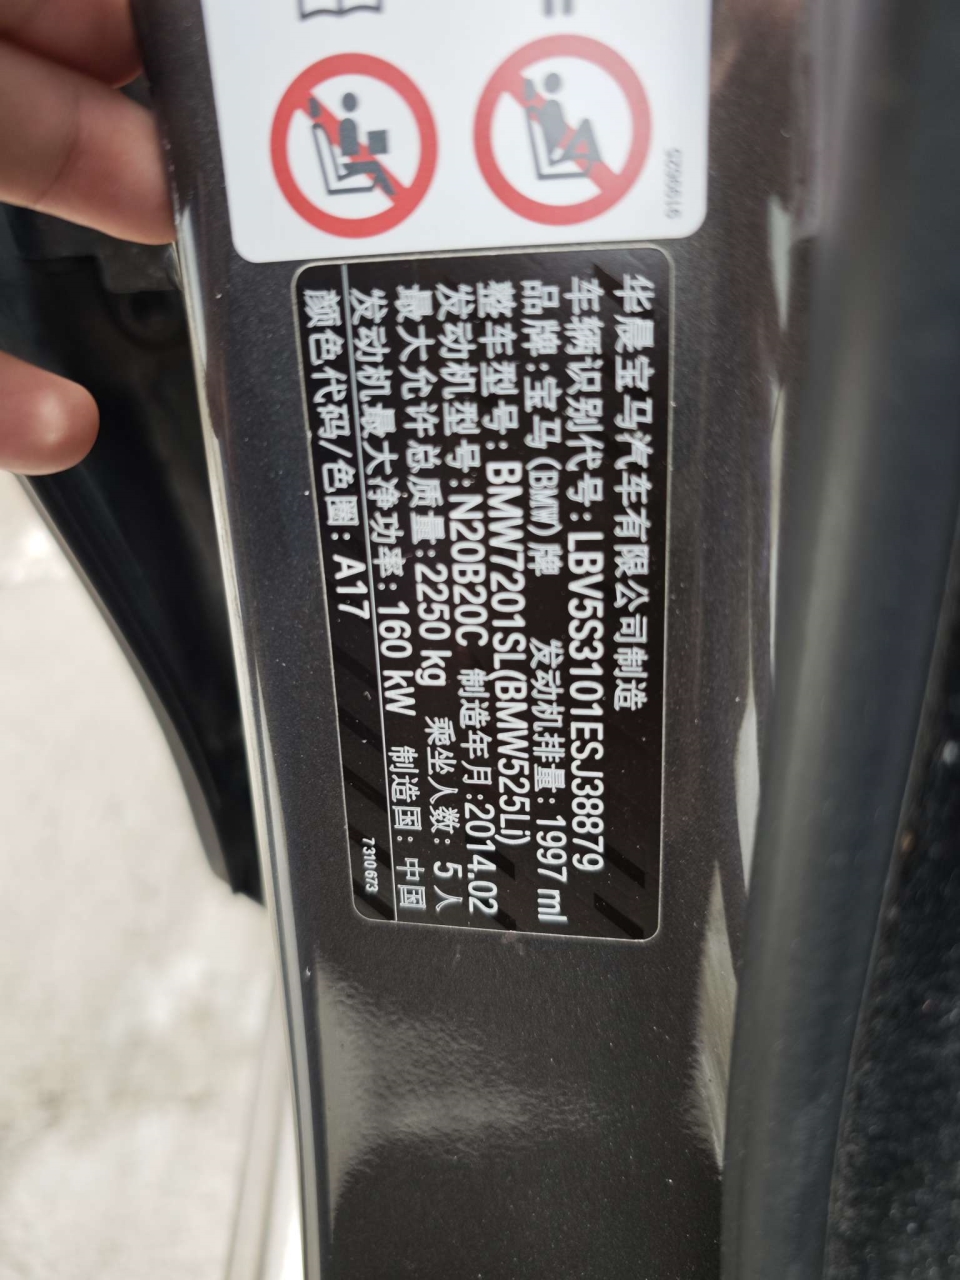 华晨宝马汽车有限公司制造
车辆识别代号:LBV5S3101ESJ38879
品牌:宝马(BMW)牌 发动机排量:1997 ml
整车型号:BMW7201SL(BMW525Li)
发动机型号:N20B20C 制造年月:2014.02
最大允许总质量:2250 kg 乘坐人数:5人
发动机最大净功率:160 kW 制造国:中国
颜色代码/色圈:A17
7310673